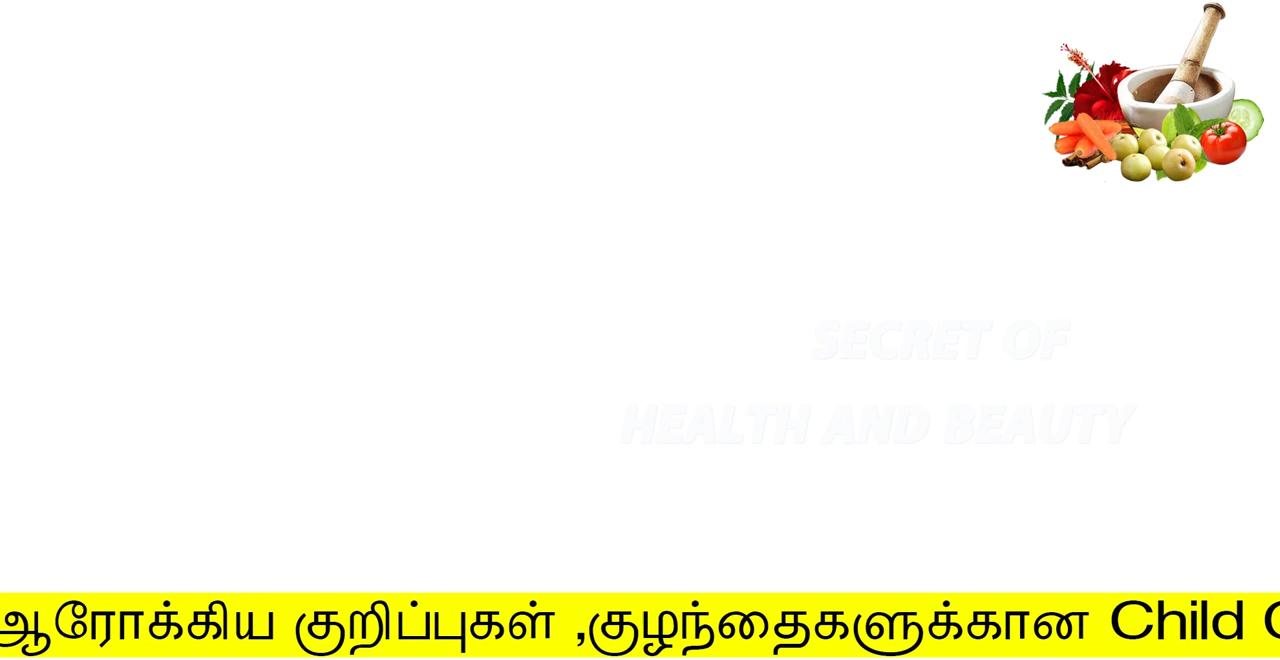 SECRET OF
HEALTH AND BEAUTY
ஆரோக்கிய குறிப்புகள் ,குழந்தைகளுக்கான Child